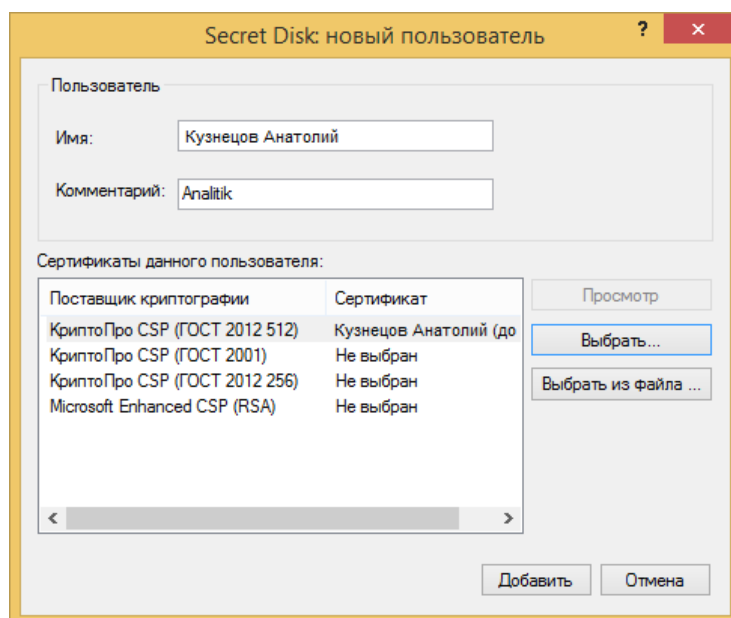 Secret Disk: новый пользователь
?
×
Пользователь
Имя: Кузнецов Анатолий
Комментарий: Analitik
Сертификаты данного пользователя:
Поставщик криптографии Сертификат
КриптоПро CSP (ГОСТ 2012 512) Кузнецов Анатолий (до
КриптоПро CSP (ГОСТ 2001) Не выбран
КриптоПро CSP (ГОСТ 2012 256) Не выбран
Microsoft Enhanced CSP (RSA) Не выбран
Просмотр
Выбрать...
Выбрать из файла ...
Добавить Отмена